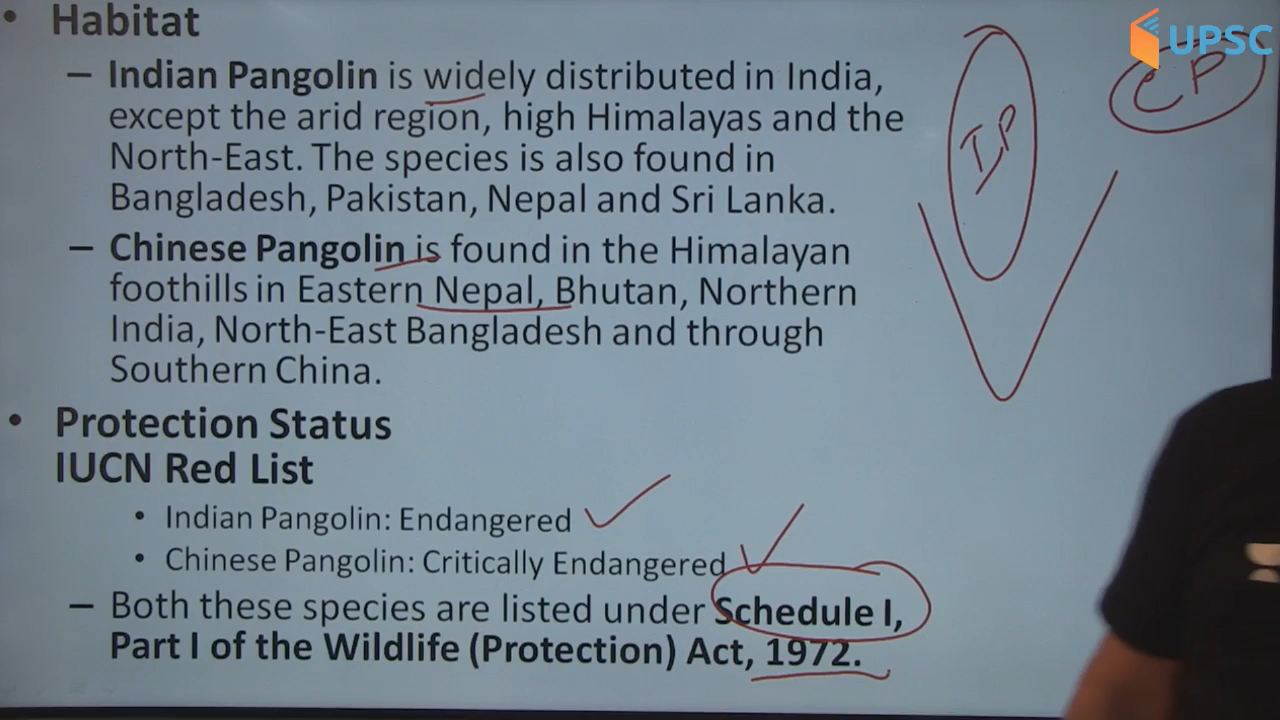 • Habitat
– Indian Pangolin is widely distributed in India,
except the arid region, high Himalayas and the
North-East. The species is also found in
Bangladesh, Pakistan, Nepal and Sri Lanka.
– Chinese Pangolin is found in the Himalayan
foothills in Eastern Nepal, Bhutan, Northern
India, North-East Bangladesh and through
Southern China.
• Protection Status
IUCN Red List
• Indian Pangolin: Endangered
• Chinese Pangolin: Critically Endangered
– Both these species are listed under Schedule I,
Part I of the Wildlife (Protection) Act, 1972.
IP
CP
UPSC